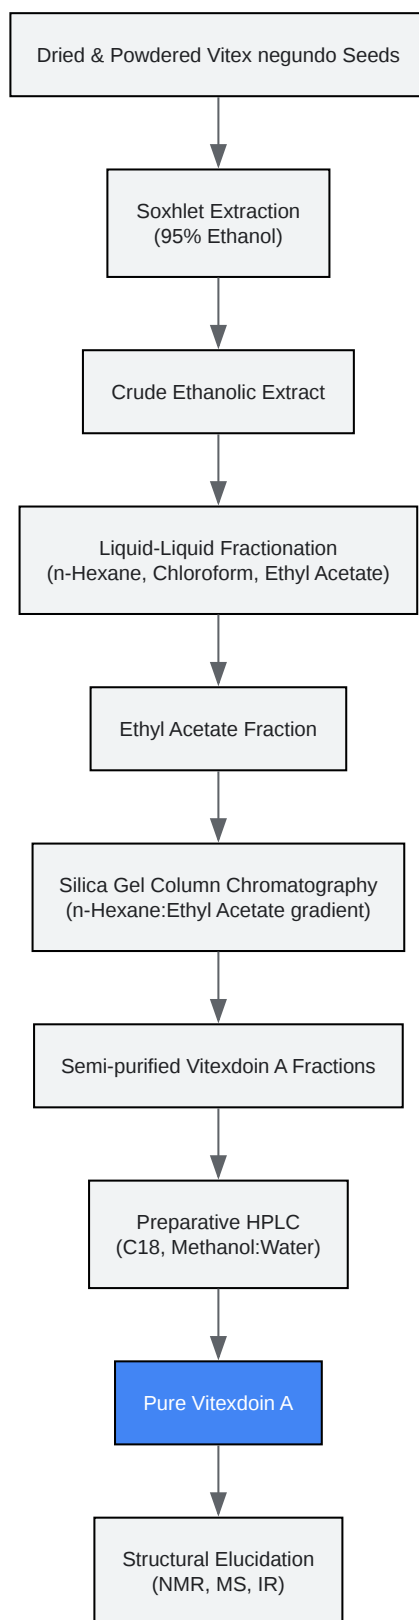 Dried & Powdered Vitex negundo Seeds
Soxhlet Extraction
(95% Ethanol)
Crude Ethanolic Extract
Liquid-Liquid Fractionation
(n-Hexane, Chloroform, Ethyl Acetate)
Ethyl Acetate Fraction
Silica Gel Column Chromatography
(n-Hexane:Ethyl Acetate gradient)
Semi-purified Vitexdoin A Fractions
Preparative HPLC
(C18, Methanol:Water)
Pure Vitexdoin A
Structural Elucidation
(NMR, MS, IR)